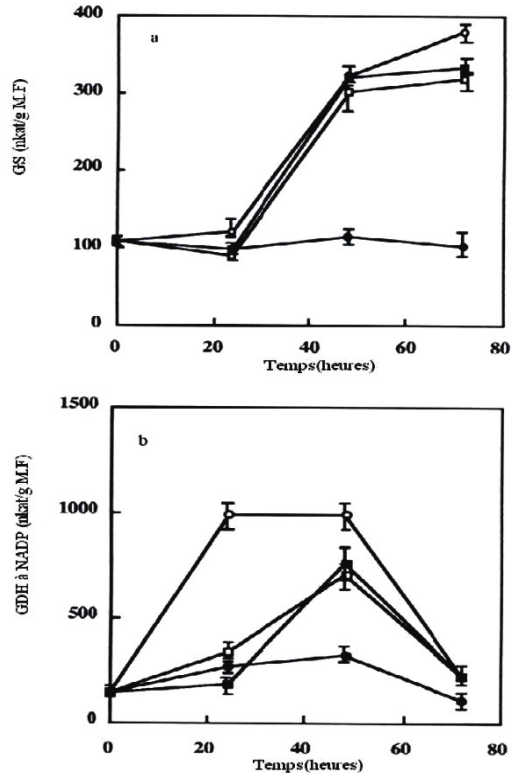 400
a
300
GS (nkat/g M.F)
200
100
0
0 20 40 60 80
Temps(heures)
1500
b
1000
GDH à NADP (nkat/g M.F)
500
0
0 20 40 60 80
Temps(heures)